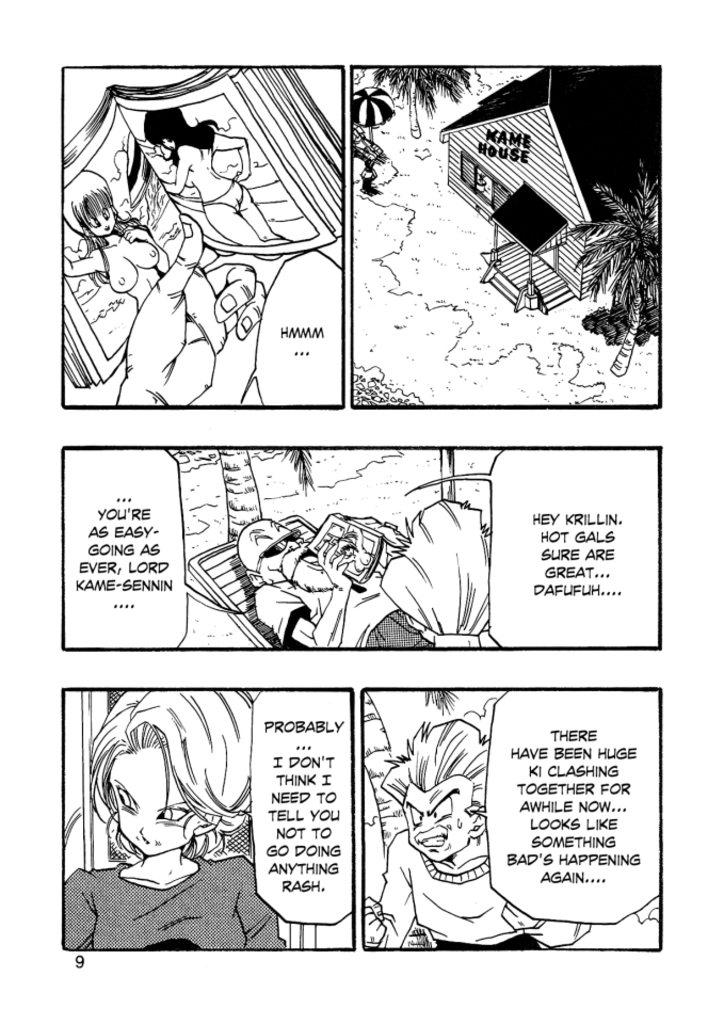 KAME
HOUSE
HMMM
...
HEY KRILLIN.
HOT GALS
SURE ARE
GREAT...
DAFUFUH....
...
YOU'RE
AS EASY-
GOING AS
EVER, LORD
KAME-SENNIN
....
THERE
HAVE BEEN HUGE
KI CLASHING
TOGETHER FOR
AWHILE NOW...
LOOKS LIKE
SOMETHING
BAD'S HAPPENING
AGAIN....
PROBABLY
...
I DON'T
THINK I
NEED TO
TELL YOU
NOT TO
GO DOING
ANYTHING
RASH.
9